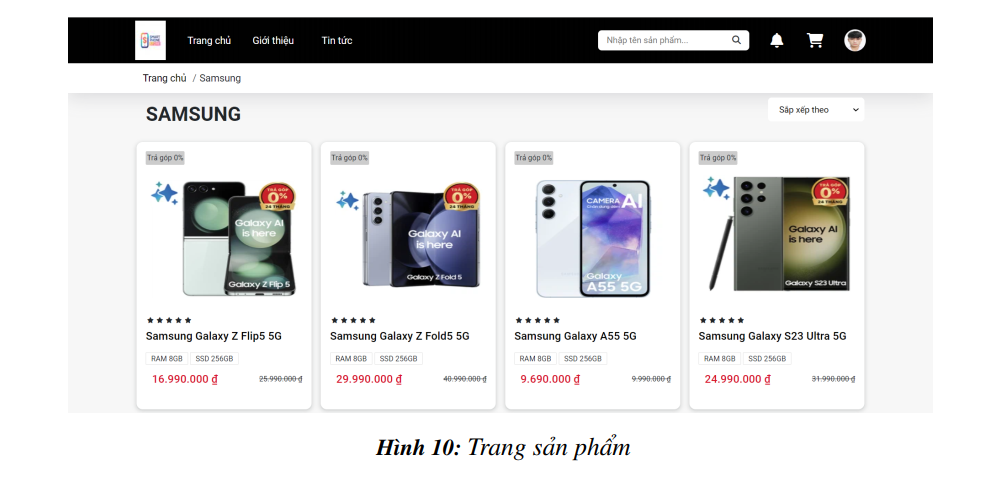 SMART PHONE
Trang chủ Giới thiệu Tin tức Nhập tên sản phẩm...
Trang chủ / Samsung
SAMSUNG Sắp xếp theo
Trả góp 0% Trả góp 0% Trả góp 0% Trả góp 0%
TRẢ GÓP 0% 24 THÁNG
Galaxy AI is here
Galaxy Z Flip 5
TRẢ GÓP 0% 24 THÁNG
Galaxy AI is here
Galaxy Z Fold 5
CAMERA AI
Galaxy A55 5G
TRẢ GÓP 0% 24 THÁNG
Galaxy AI is here
Galaxy S23 Ultra
Samsung Galaxy Z Flip5 5G Samsung Galaxy Z Fold5 5G Samsung Galaxy A55 5G Samsung Galaxy S23 Ultra 5G
RAM 8GB SSD 256GB RAM 8GB SSD 256GB RAM 8GB SSD 256GB RAM 8GB SSD 256GB
16.990.000 ₫ 25.990.000 ₫ 29.990.000 ₫ 40.990.000 ₫ 9.690.000 ₫ 9.990.000 ₫ 24.990.000 ₫ 31.990.000 ₫
Hình 10: Trang sản phẩm